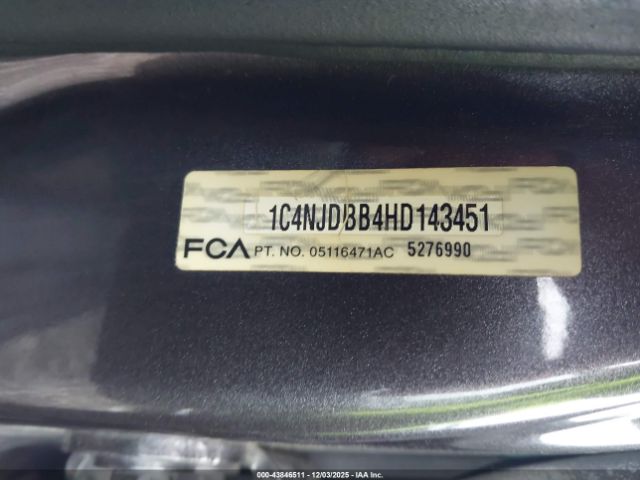 1C4NJDBB4HD143451
FCA PT. NO. 05116471AC 5276990
000-43846511 - 12/03/2025 - IAA Inc.